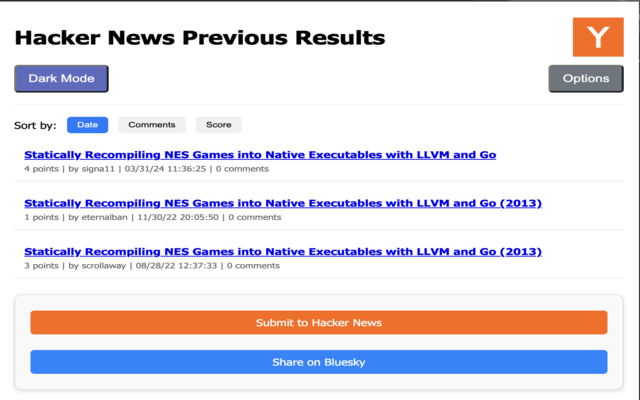 Hacker News Previous Results
Y
Dark Mode
Options
Sort by:
Date
Comments
Score
Statically Recompiling NES Games into Native Executables with LLVM and Go
4 points | by signa11 | 03/31/24 11:36:25 | 0 comments
Statically Recompiling NES Games into Native Executables with LLVM and Go (2013)
1 points | by eternalban | 11/30/22 20:05:50 | 0 comments
Statically Recompiling NES Games into Native Executables with LLVM and Go (2013)
3 points | by scrollaway | 08/28/22 12:37:33 | 0 comments
Submit to Hacker News
Share on Bluesky